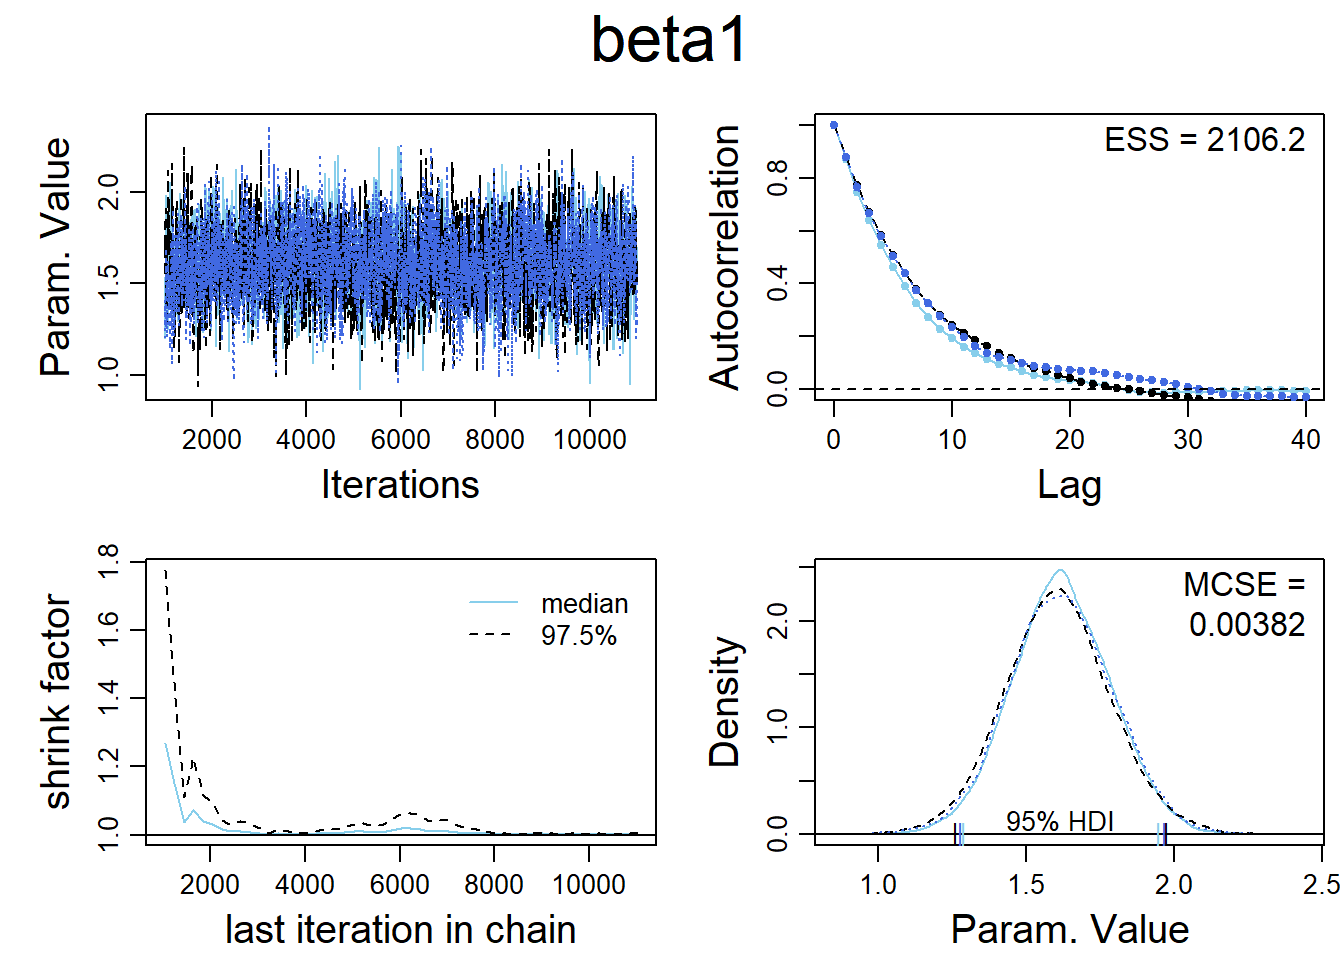 beta1
Param. Value
1.0 1.5 2.0
2000 4000 6000 8000 10000
Iterations
Autocorrelation
0.0 0.4 0.8
ESS = 2106.2
0 10 20 30 40
Lag
shrink factor
1.0 1.2 1.4 1.6 1.8
median
97.5%
2000 4000 6000 8000 10000
last iteration in chain
Density
0.0 1.0 2.0
MCSE =
0.00382
95% HDI
1.0 1.5 2.0 2.5
Param. Value